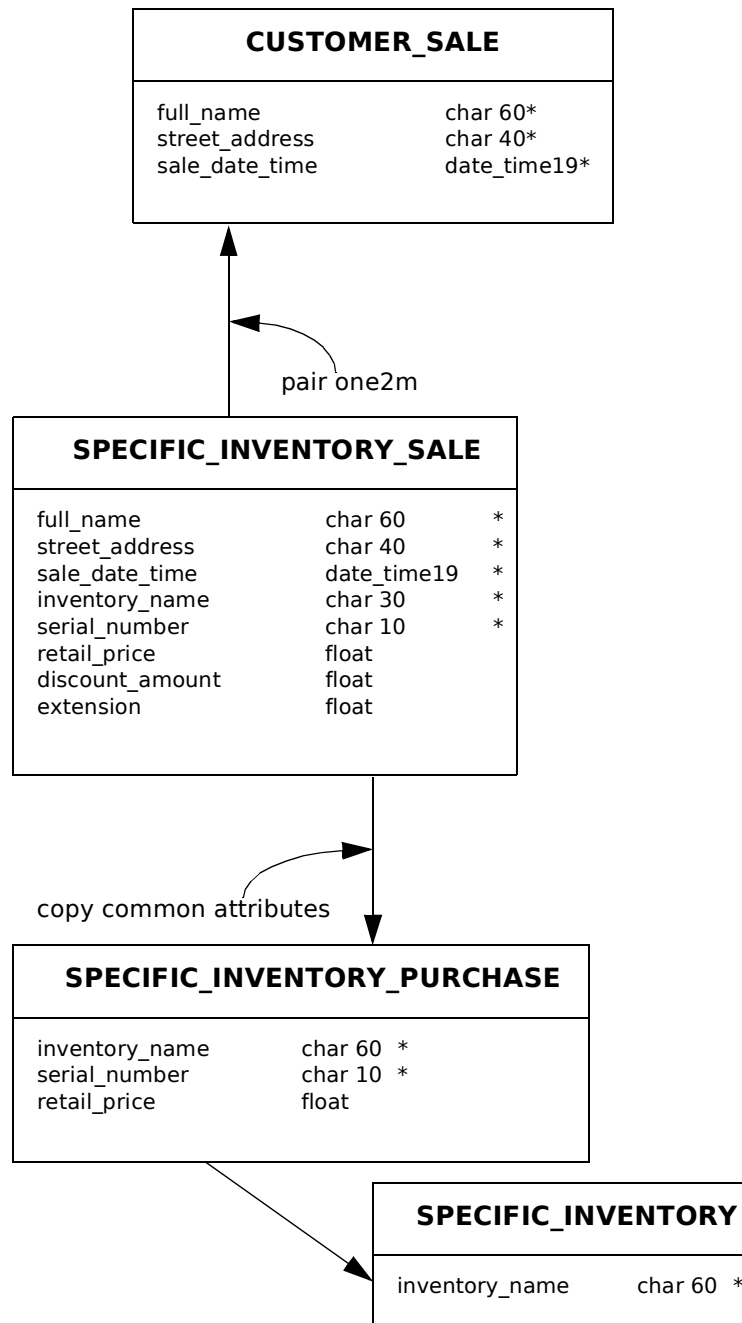 CUSTOMER_SALE
full_name char 60*
street_address char 40*
sale_date_time date_time19*
pair one2m
SPECIFIC_INVENTORY_SALE
full_name char 60 *
street_address char 40 *
sale_date_time date_time19 *
inventory_name char 30 *
serial_number char 10 *
retail_price float
discount_amount float
extension float
copy common attributes
SPECIFIC_INVENTORY_PURCHASE
inventory_name char 60 *
serial_number char 10 *
retail_price float
SPECIFIC_INVENTORY
inventory_name char 60 *